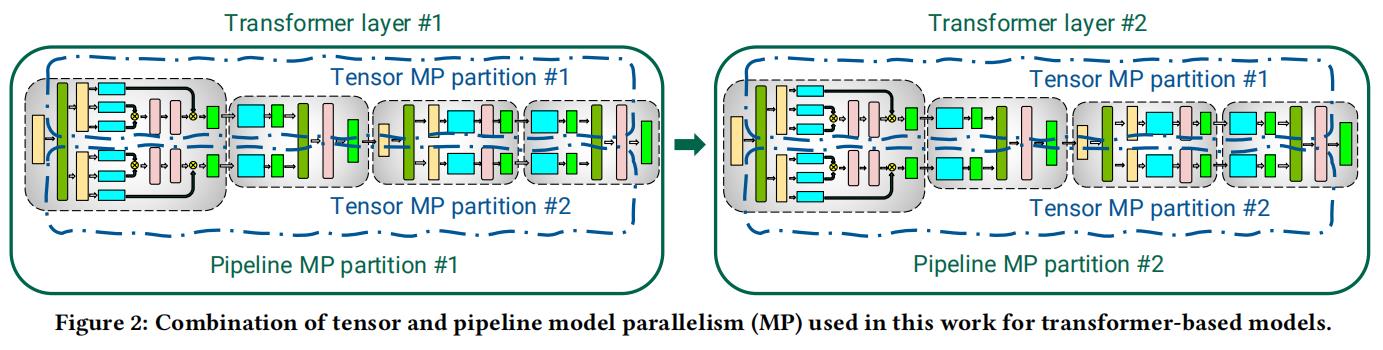 Transformer layer #1
Transformer layer #2
Tensor MP partition #1
Tensor MP partition #1
Tensor MP partition #2
Tensor MP partition #2
Pipeline MP partition #1
Pipeline MP partition #2
Figure 2: Combination of tensor and pipeline model parallelism (MP) used in this work for transformer-based models.